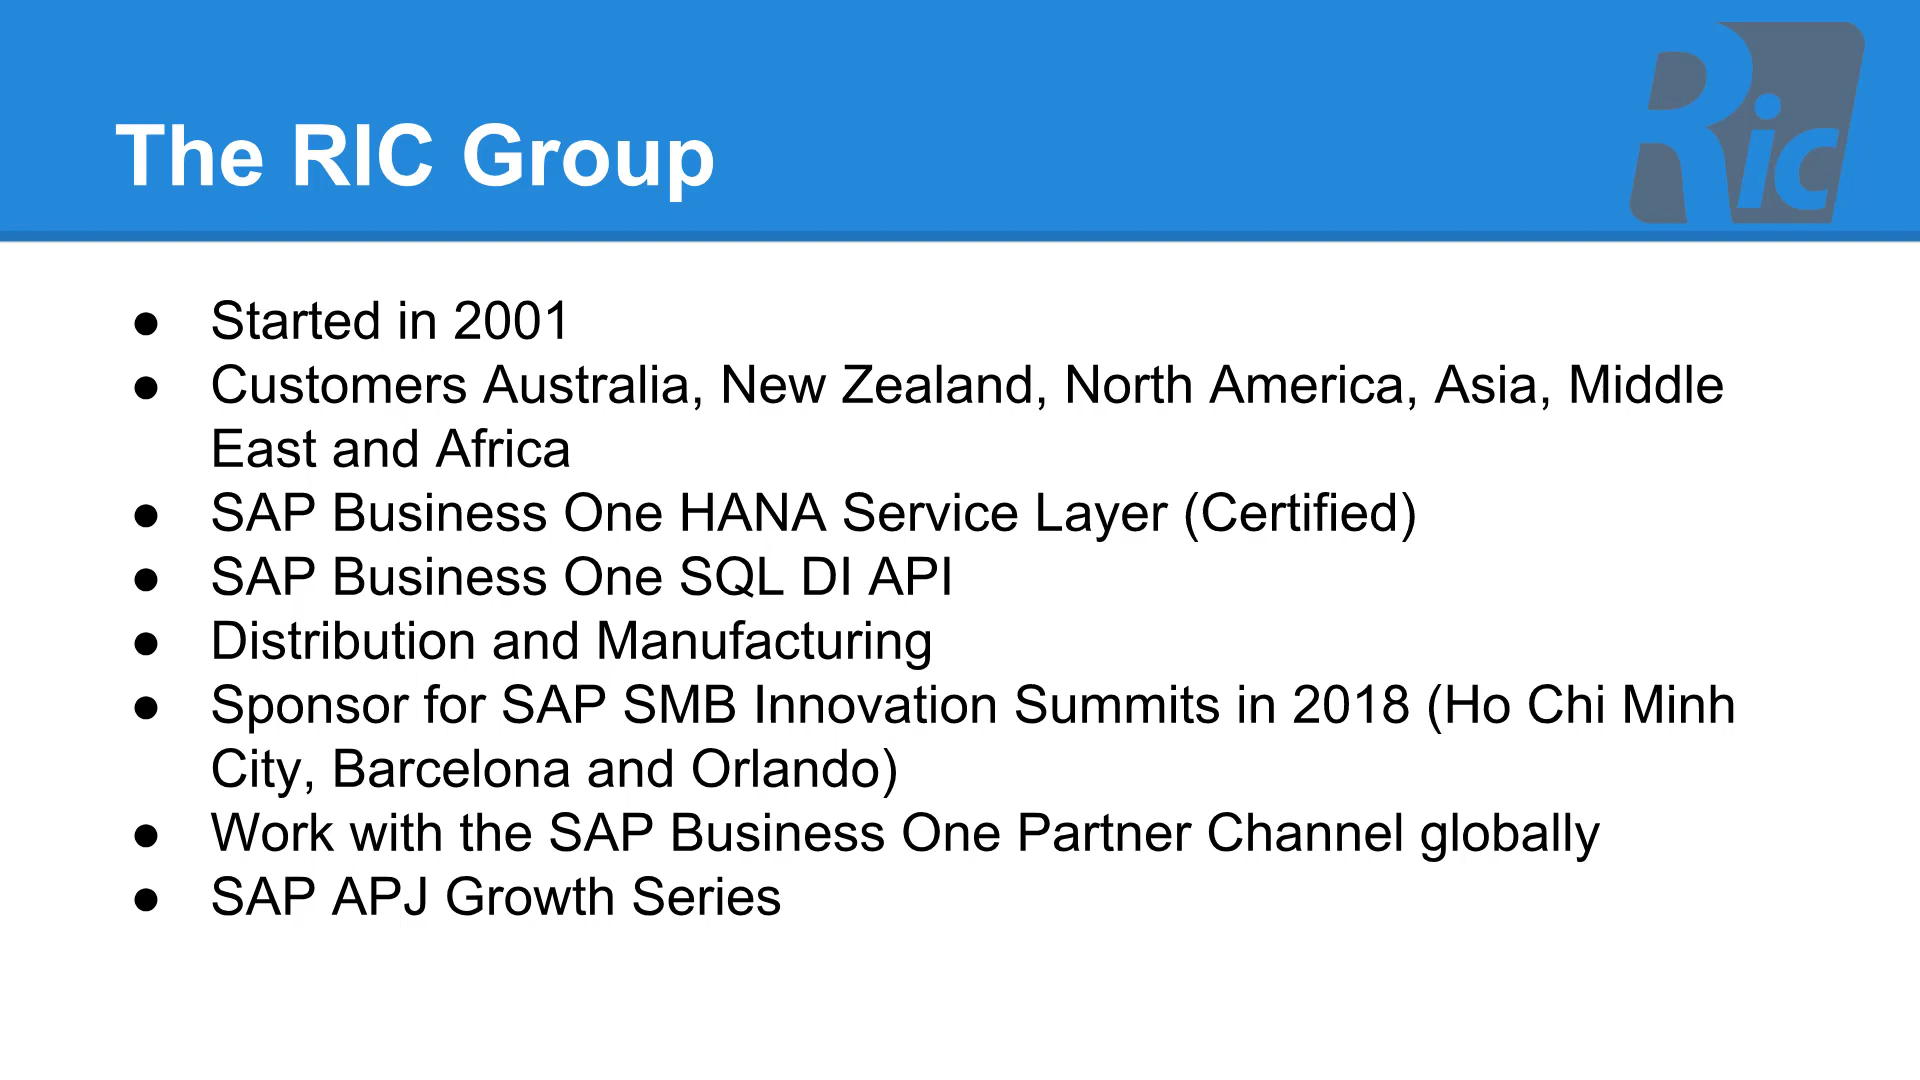 Ric
The RIC Group
● Started in 2001
● Customers Australia, New Zealand, North America, Asia, Middle
East and Africa
● SAP Business One HANA Service Layer (Certified)
● SAP Business One SQL DI API
● Distribution and Manufacturing
● Sponsor for SAP SMB Innovation Summits in 2018 (Ho Chi Minh
City, Barcelona and Orlando)
● Work with the SAP Business One Partner Channel globally
● SAP APJ Growth Series